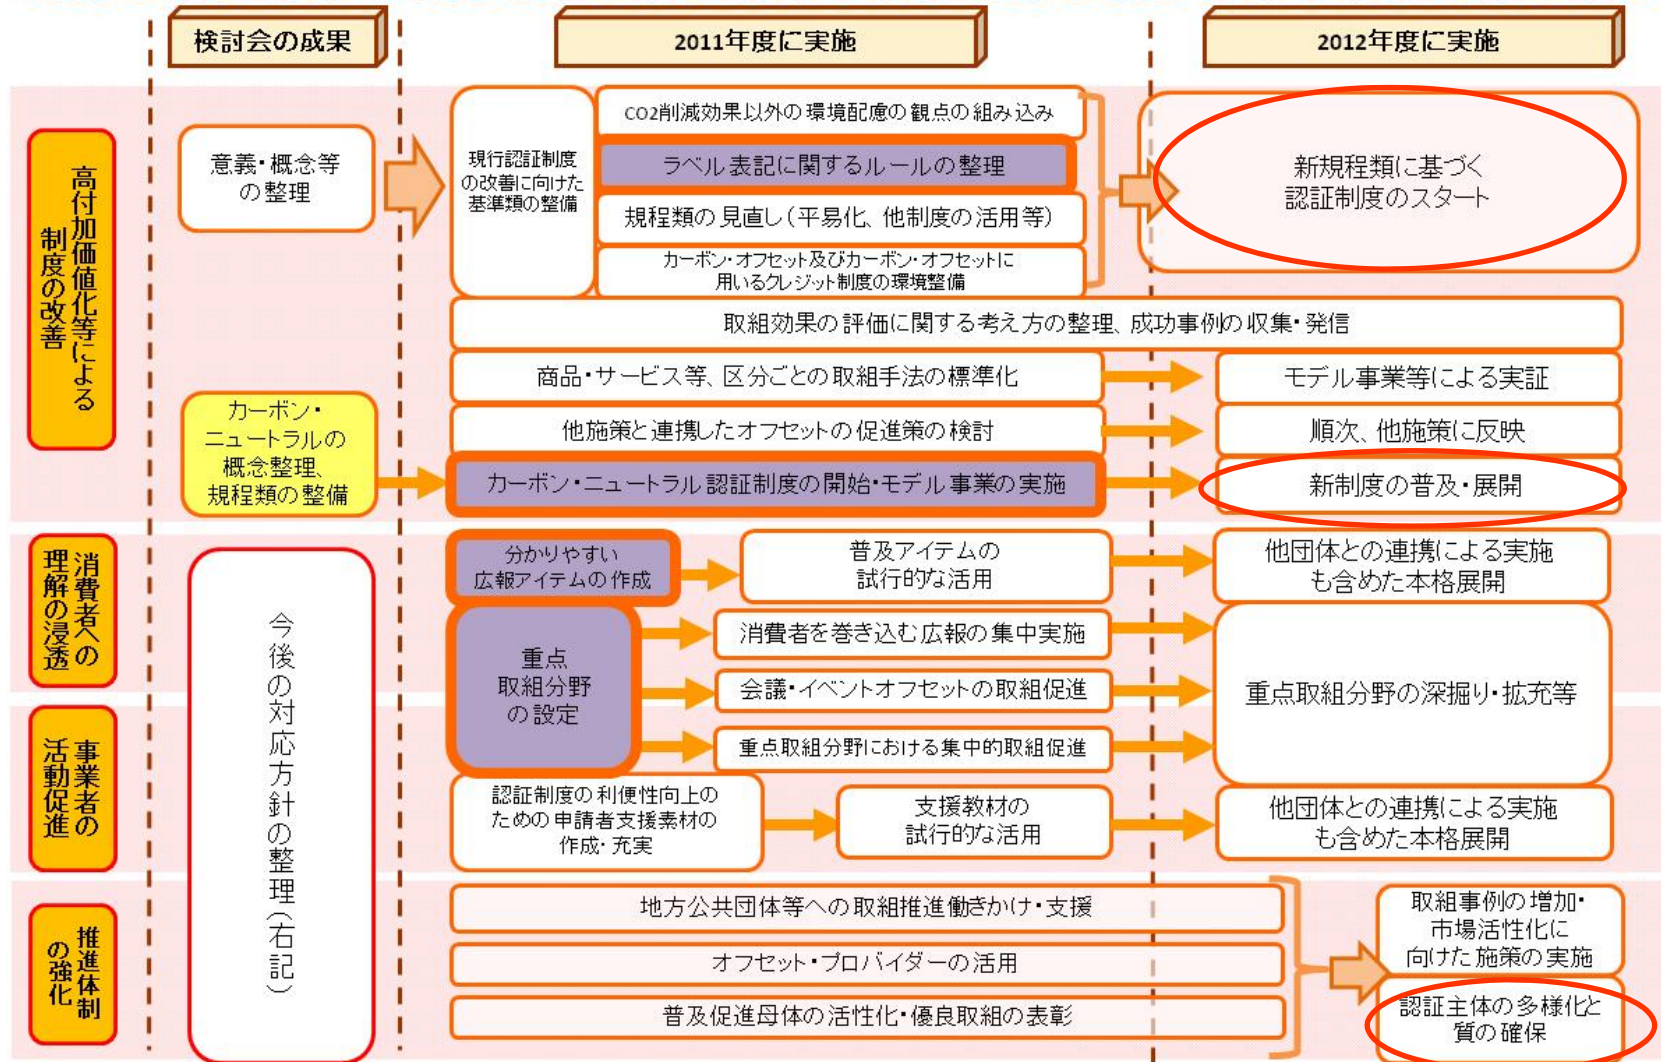 検討会の成果
2011年度に実施
2012年度に実施
高付加価値化等による
制度の改善
意義・概念等
の整理
現行認証制度
の改善に向けた
基準類の整備
CO2削減効果以外の環境配慮の観点の組み込み
ラベル表記に関するルールの整理
規程類の見直し(平易化、他制度の活用等)
カーボン・オフセット及びカーボン・オフセットに
用いるクレジット制度の環境整備
新規程類に基づく
認証制度のスタート
取組効果の評価に関する考え方の整理、成功事例の収集・発信
商品・サービス等、区分ごとの取組手法の標準化
モデル事業等による実証
他施策と連携したオフセットの促進策の検討
順次、他施策に反映
カーボン・
ニュートラルの
概念整理、
規程類の整備
カーボン・ニュートラル認証制度の開始・モデル事業の実施
新制度の普及・展開
消費者への
理解の浸透
今後の対応方針の整理(右記)
分かりやすい
広報アイテムの作成
普及アイテムの
試行的な活用
他団体との連携による実施
も含めた本格展開
重点
取組分野
の設定
消費者を巻き込む広報の集中実施
会議・イベントオフセットの取組促進
重点取組分野における集中的取組促進
重点取組分野の深掘り・拡充等
事業者の
活動促進
認証制度の利便性向上の
ための申請者支援素材の
作成・充実
支援教材の
試行的な活用
他団体との連携による実施
も含めた本格展開
推進体制
の強化
地方公共団体等への取組推進働きかけ・支援
オフセット・プロバイダーの活用
普及促進母体の活性化・優良取組の表彰
取組事例の増加・
市場活性化に
向けた施策の実施
認証主体の多様化と
質の確保